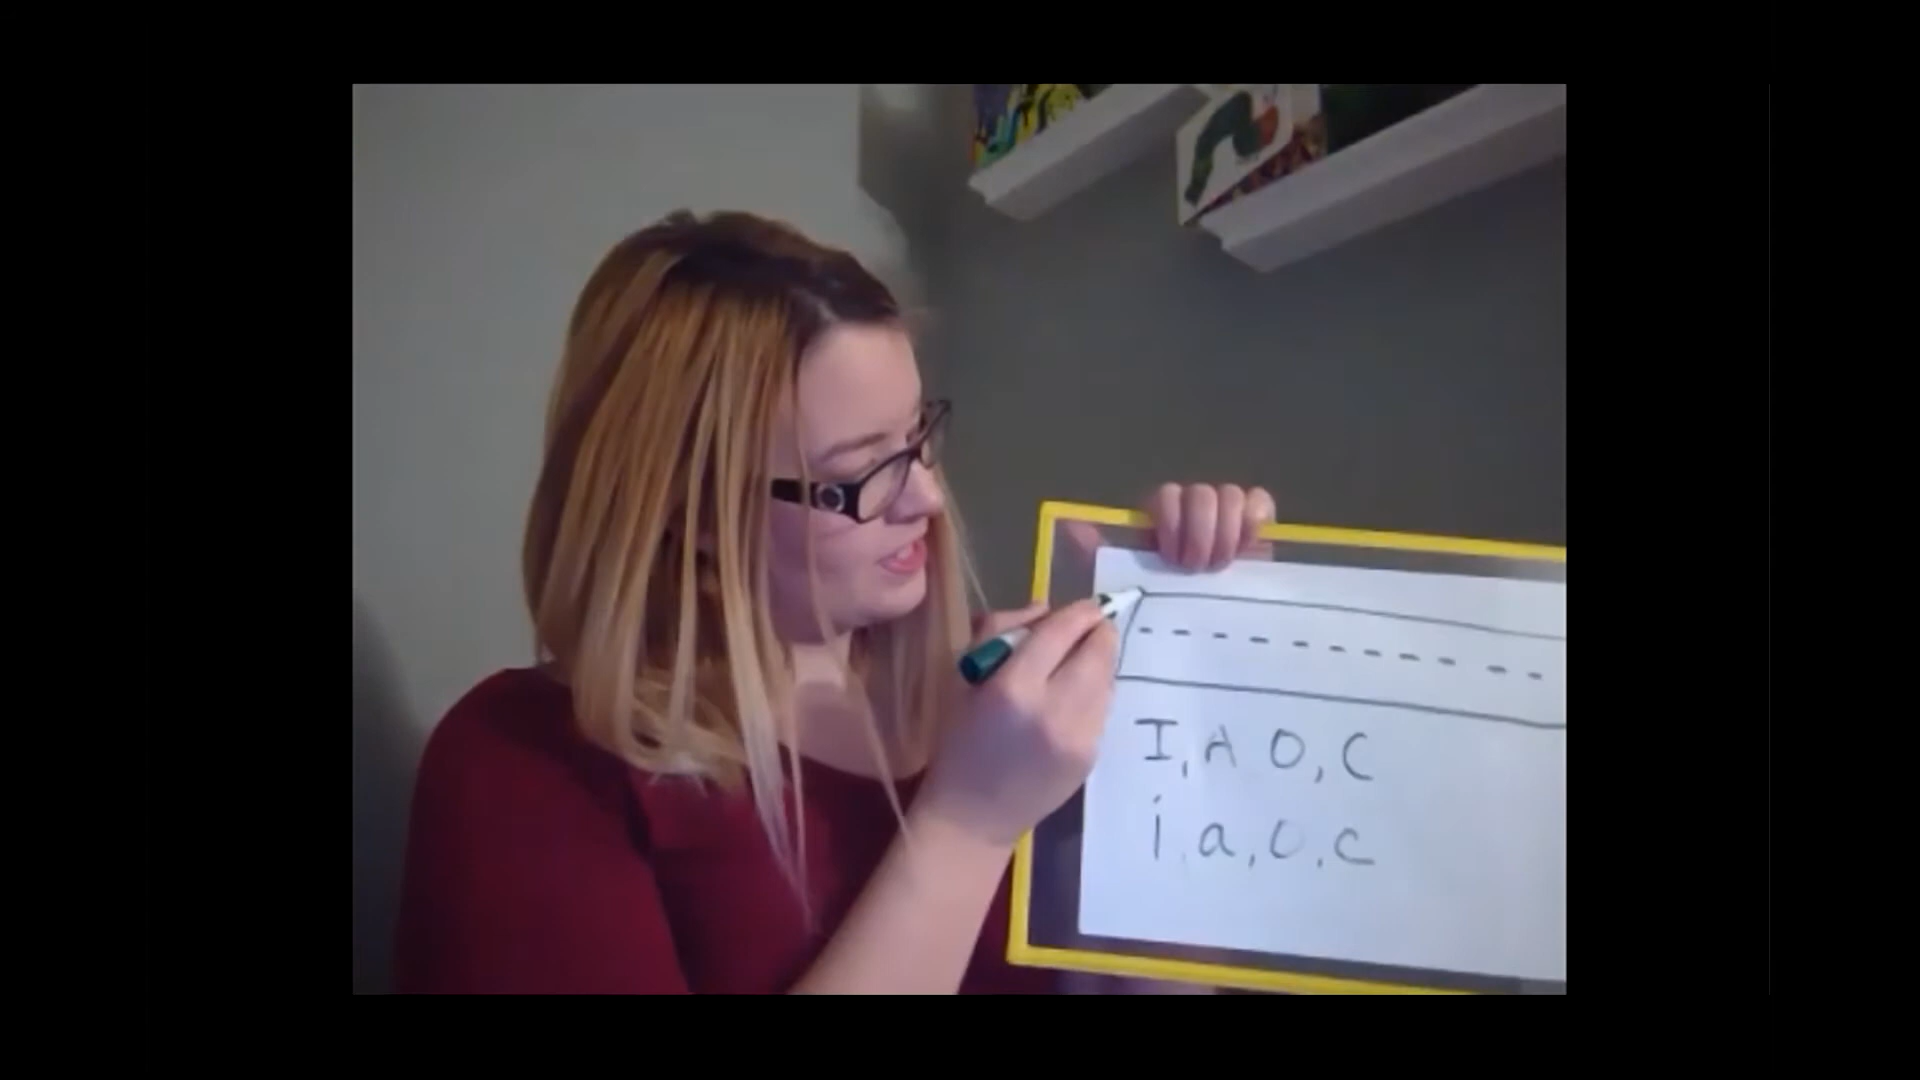 I, A O, C
i, a, o, c